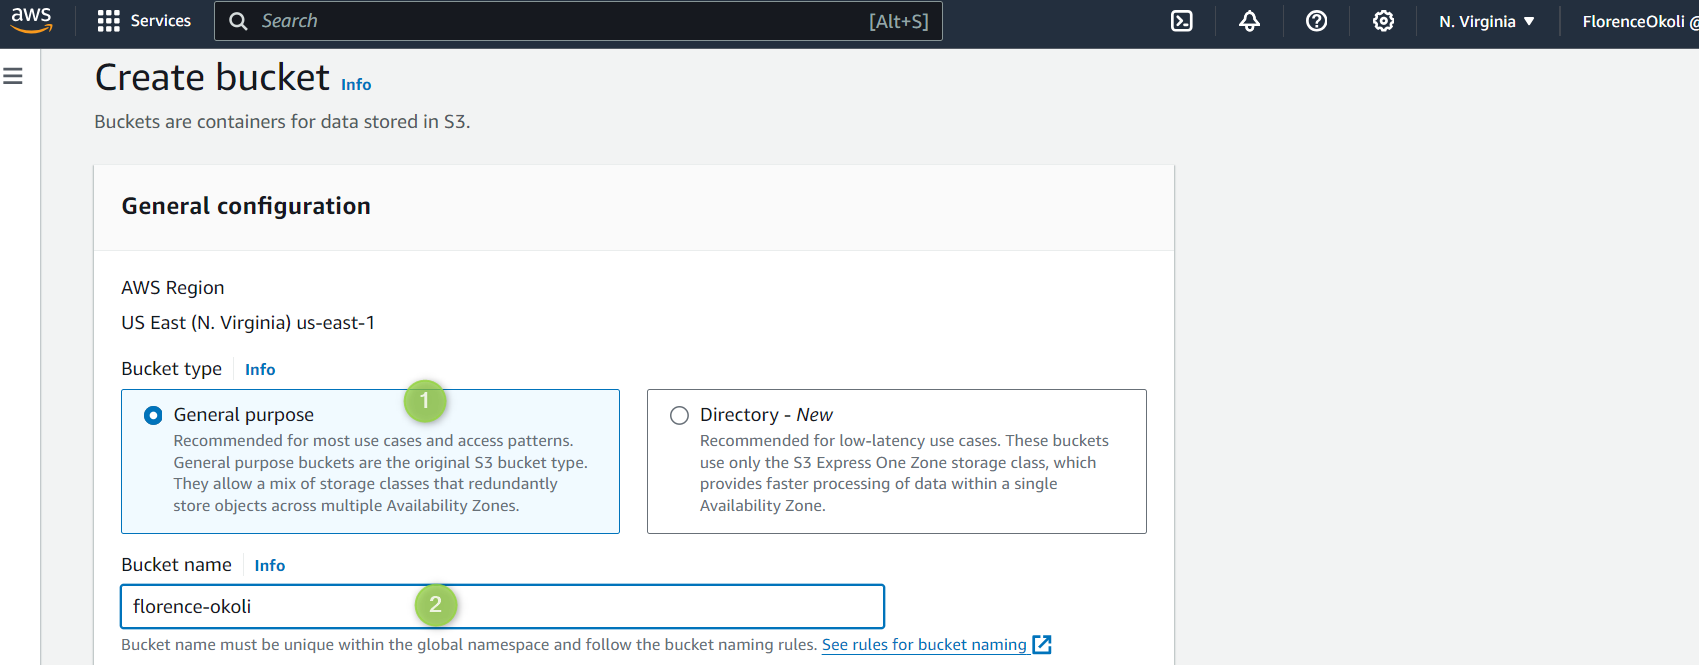 aws
Services
Search
[Alt+S]
N. Virginia
FlorenceOkoli @
Create bucket Info
Buckets are containers for data stored in S3.
General configuration
AWS Region
US East (N. Virginia) us-east-1
Bucket type Info
1
General purpose
Recommended for most use cases and access patterns.
General purpose buckets are the original S3 bucket type.
They allow a mix of storage classes that redundantly
store objects across multiple Availability Zones.
Directory - New
Recommended for low-latency use cases. These buckets
use only the S3 Express One Zone storage class, which
provides faster processing of data within a single
Availability Zone.
Bucket name Info
florence-okoli
2
Bucket name must be unique within the global namespace and follow the bucket naming rules. See rules for bucket naming